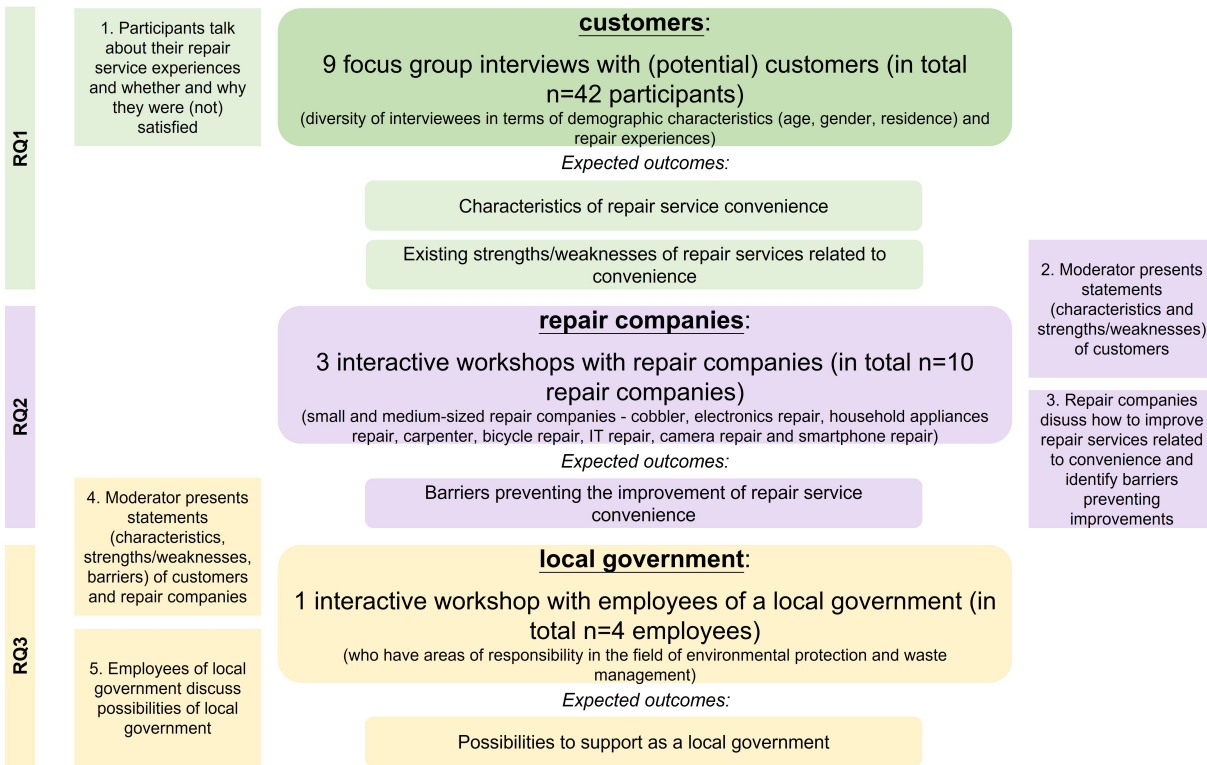 RQ1
1. Participants talk
about their repair
service experiences
and whether and why
they were (not)
satisfied
customers:
9 focus group interviews with (potential) customers (in total
n=42 participants)
(diversity of interviewees in terms of demographic characteristics (age, gender, residence) and
repair experiences)
Expected outcomes:
Characteristics of repair service convenience
Existing strengths/weaknesses of repair services related to
convenience
2. Moderator presents
statements
(characteristics and
strengths/weaknesses)
of customers
RQ2
repair companies:
3 interactive workshops with repair companies (in total n=10
repair companies)
(small and medium-sized repair companies - cobbler, electronics repair, household appliances
repair, carpenter, bicycle repair, IT repair, camera repair and smartphone repair)
Expected outcomes:
Barriers preventing the improvement of repair service
convenience
3. Repair companies
disuss how to improve
repair services related
to convenience and
identify barriers
preventing
improvements
4. Moderator presents
statements
(characteristics,
strengths/weaknesses,
barriers) of customers
and repair companies
RQ3
local government:
1 interactive workshop with employees of a local government (in
total n=4 employees)
(who have areas of responsibility in the field of environmental protection and waste
management)
Expected outcomes:
Possibilities to support as a local government
5. Employees of local
government discuss
possibilities of local
government